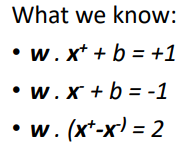 What we know:
• w . x⁺ + b = +1
• w . x⁻ + b = -1
• w . (x⁺-x⁻) = 2